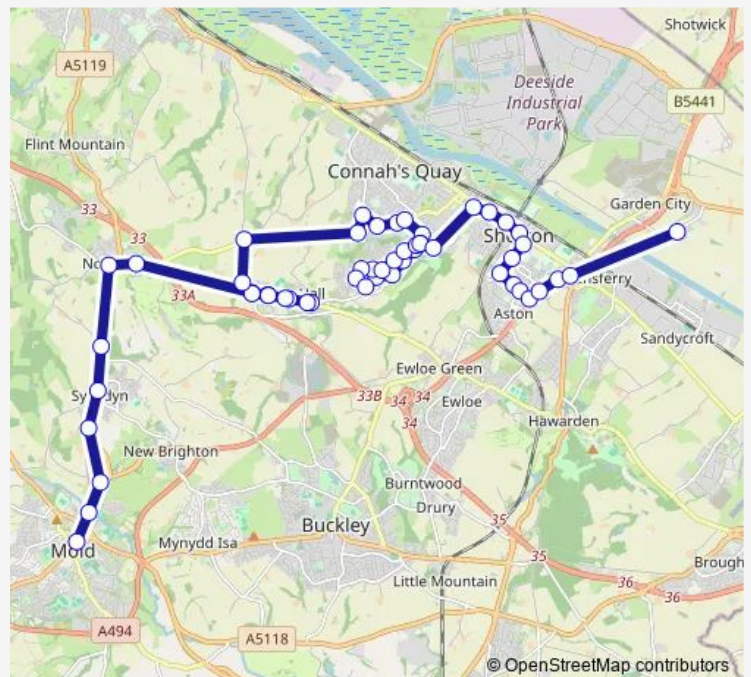 Shotwick
A5119
Deeside
Industrial
Park
B5441
Flint Mountain
Connah's Quay
33
Garden City
33
33A
Aston
Sandycroft
Ewloe Green
33B
34
34
Ewloe
34
Hawarden
New Brighton
Burntwood
Drury
Buckley
35
Mynydd Isa
Mold
35
Little Mountain
36
36
A494
A5118
© OpenStreetMap contributors